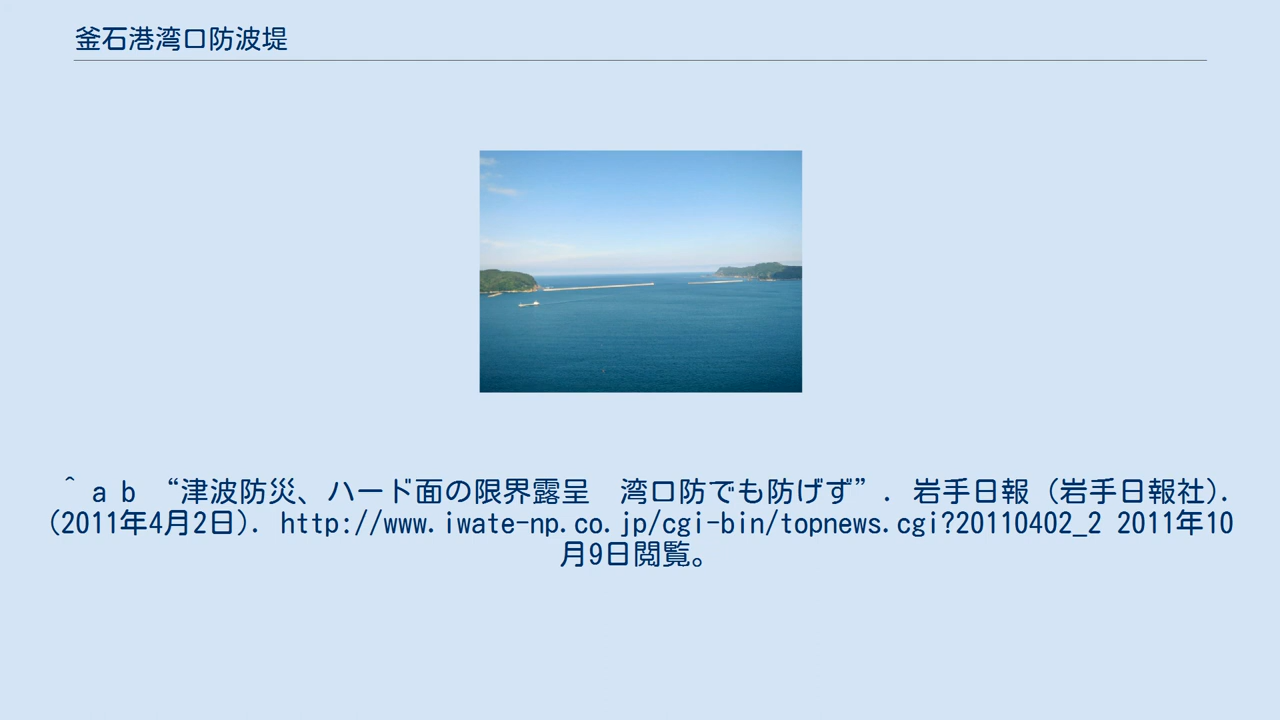 釜石港湾口防波堤
^ a b “津波防災、ハード面の限界露呈　湾口防でも防げず”. 岩手日報 (岩手日報社).
(2011年4月2日). http://www.iwate-np.co.jp/cgi-bin/topnews.cgi?20110402_2 2011年10
月9日閲覧。